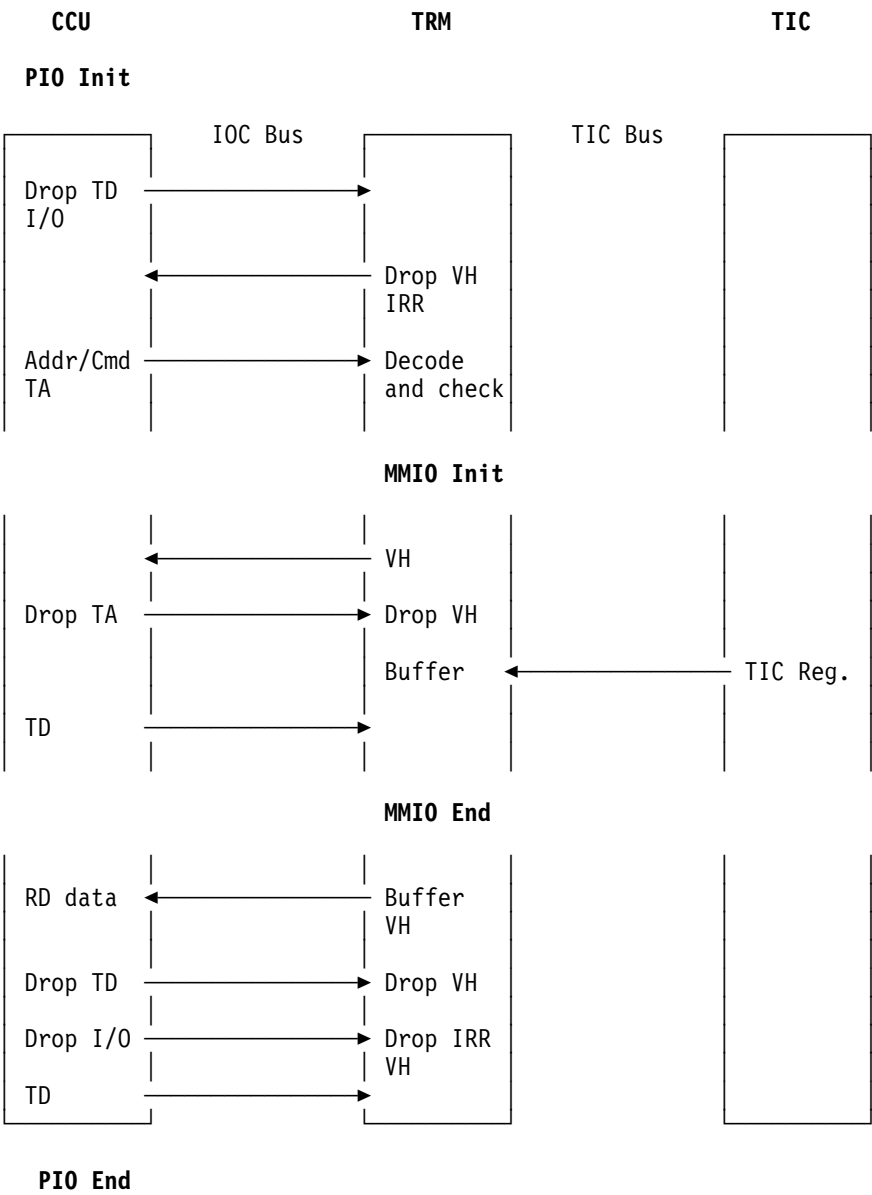 CCU TRM TIC
PIO Init
IOC Bus TIC Bus
Drop TD
I/O
Drop VH
IRR
Addr/Cmd Decode
TA and check
MMIO Init
VH
Drop TA Drop VH
Buffer TIC Reg.
TD
MMIO End
RD data Buffer
VH
Drop TD Drop VH
Drop I/O Drop IRR
VH
TD
PIO End